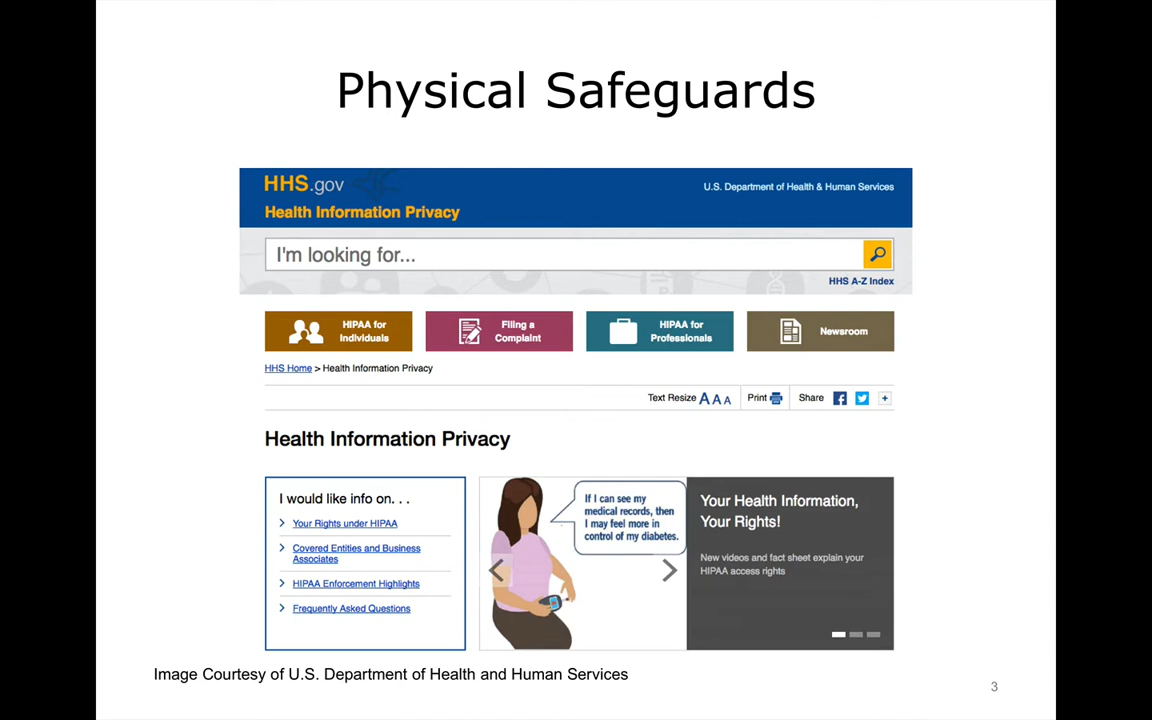 Physical Safeguards
HHS.gov
U.S. Department of Health & Human Services
Health Information Privacy
I'm looking for...
HHS A-Z Index
HIPAA for
Individuals
Filing a
Complaint
HIPAA for
Professionals
Newsroom
HHS Home > Health Information Privacy
Text Resize A A A
Print
Share
+
Health Information Privacy
I would like info on. . .
Your Rights under HIPAA
Covered Entities and Business
Associates
HIPAA Enforcement Highlights
Frequently Asked Questions
If I can see my
medical records, then
I may feel more in
control of my diabetes.
Your Health Information,
Your Rights!
New videos and fact sheet explain your
HIPAA access rights
Image Courtesy of U.S. Department of Health and Human Services
3